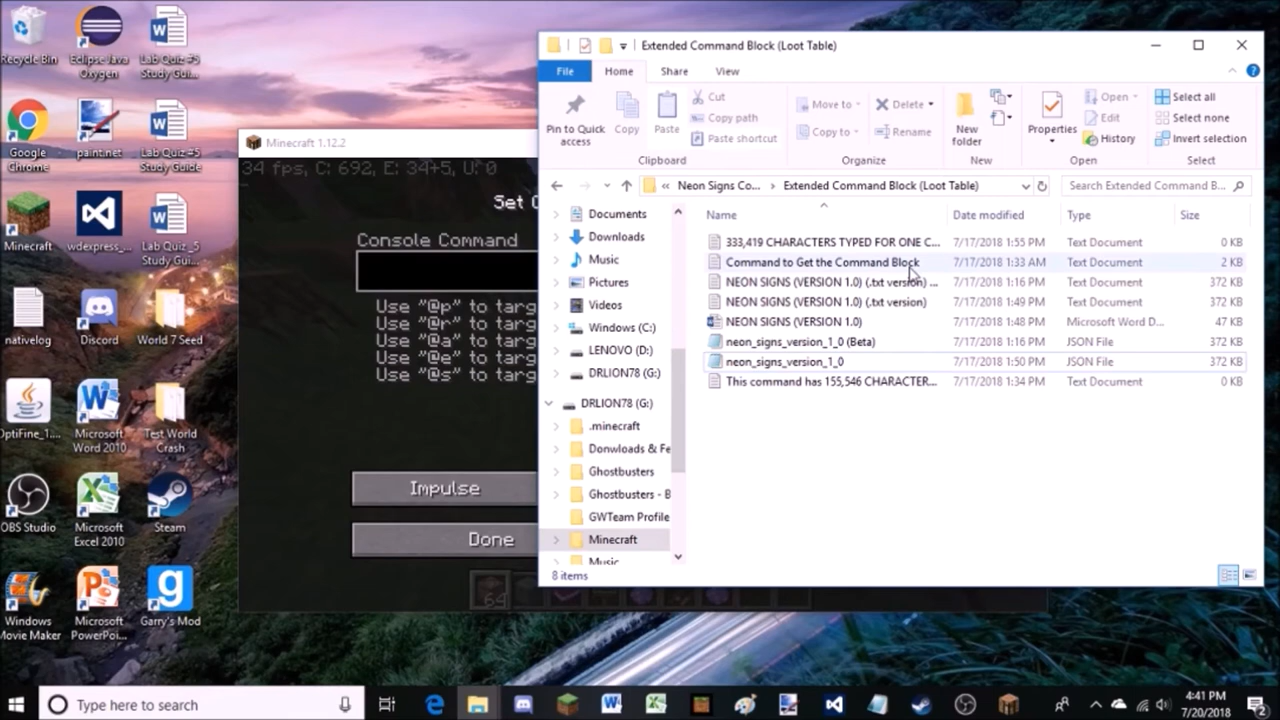 Recycle Bin
Eclipse Java Oxygen
Lab Quiz #5 Study Gui...
Google Chrome
paint.net
Lab Quiz #5 Study Guide
Minecraft
wdexpress_...
Lab Quiz _5 Study Gui...
nativelog
Discord
World 7 Seed
OptiFine_1....
Microsoft Word 2010
Test World Crash
OBS Studio
Microsoft Excel 2010
Steam
Windows Movie Maker
Microsoft PowerPoi...
Garry's Mod
Minecraft 1.12.2
34 fps, C: 692, E: 34+5, U: 0
Set
Console Command
Use "@p" to targ
Use "@r" to targ
Use "@a" to targ
Use "@e" to targ
Use "@s" to targ
Impulse
Done
64
Extended Command Block (Loot Table)
File Home Share View
Pin to Quick access
Copy
Paste
Cut
Copy path
Paste shortcut
Clipboard
Move to
Copy to
Delete
Rename
Organize
New folder
New
Properties
Open
Edit
History
Open
Select all
Select none
Invert selection
Select
« Neon Signs Co... > Extended Command Block (Loot Table)
Search Extended Command B...
Documents
Downloads
Music
Pictures
Videos
Windows (C:)
LENOVO (D:)
DRLION78 (G:)
DRLION78 (G:)
.minecraft
Donwloads & Fe
Ghostbusters
Ghostbusters - B
GWTeam Profile
Minecraft
Music
Name Date modified Type Size
333,419 CHARACTERS TYPED FOR ONE C... 7/17/2018 1:55 PM Text Document 0 KB
Command to Get the Command Block 7/17/2018 1:33 AM Text Document 2 KB
NEON SIGNS (VERSION 1.0) (.txt version) ... 7/17/2018 1:16 PM Text Document 372 KB
NEON SIGNS (VERSION 1.0) (.txt version) 7/17/2018 1:49 PM Text Document 372 KB
NEON SIGNS (VERSION 1.0) 7/17/2018 1:48 PM Microsoft Word D... 47 KB
neon_signs_version_1_0 (Beta) 7/17/2018 1:16 PM JSON File 372 KB
neon_signs_version_1_0 7/17/2018 1:50 PM JSON File 372 KB
This command has 155,546 CHARACTER... 7/17/2018 1:34 PM Text Document 0 KB
8 items
Type here to search
4:41 PM
7/20/2018
2